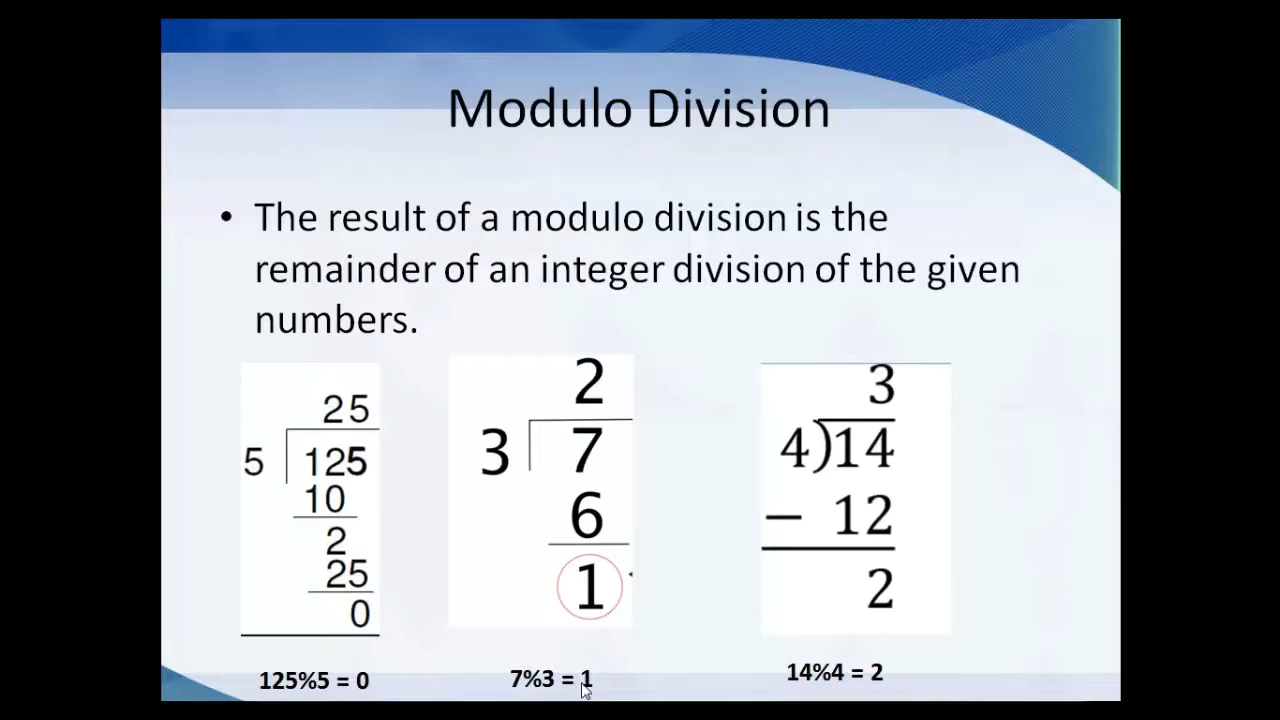 Modulo Division
• The result of a modulo division is the
remainder of an integer division of the given
numbers.
25
5 125
10
2
25
0
125%5 = 0
2
3 7
6
1
7%3 = 1
3
4)14
− 12
2
14%4 = 2